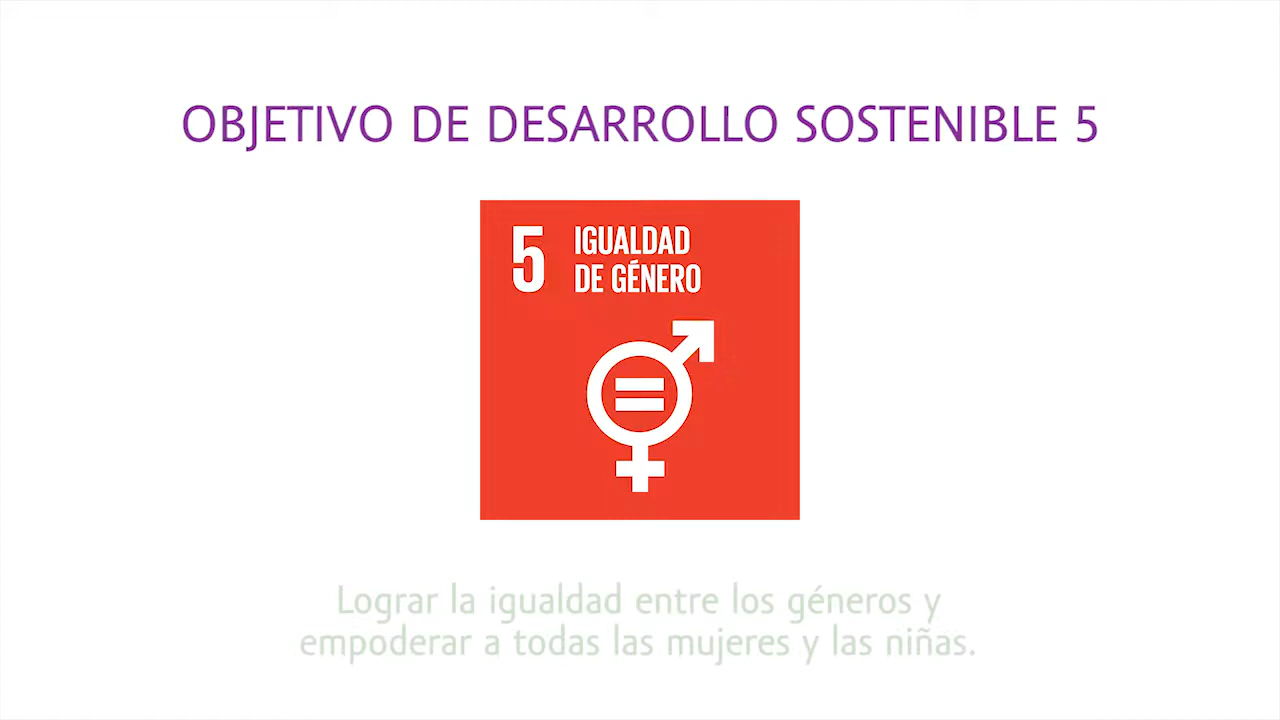 OBJETIVO DE DESARROLLO SOSTENIBLE 5
5 IGUALDAD
DE GÉNERO
Lograr la igualdad entre los géneros y
empoderar a todas las mujeres y las niñas.